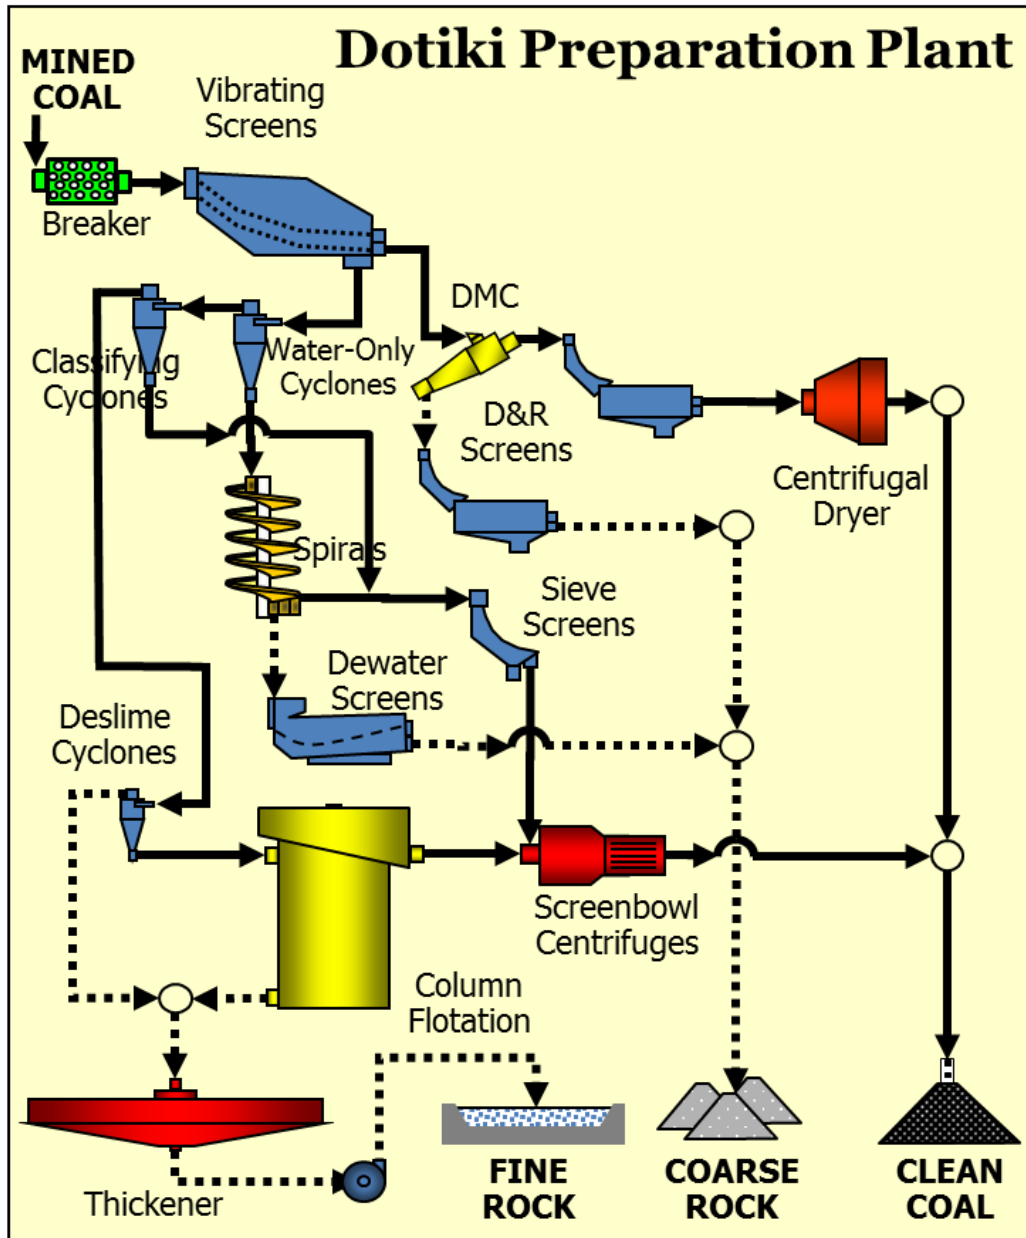 Dotiki Preparation Plant
MINED
COAL
Vibrating
Screens
Breaker
DMC
Classifying
Cyclones
Water-Only
Cyclones
D&R
Screens
Centrifugal
Dryer
Spirals
Sieve
Screens
Dewater
Screens
Deslime
Cyclones
Screenbowl
Centrifuges
Column
Flotation
Thickener
FINE
ROCK
COARSE
ROCK
CLEAN
COAL